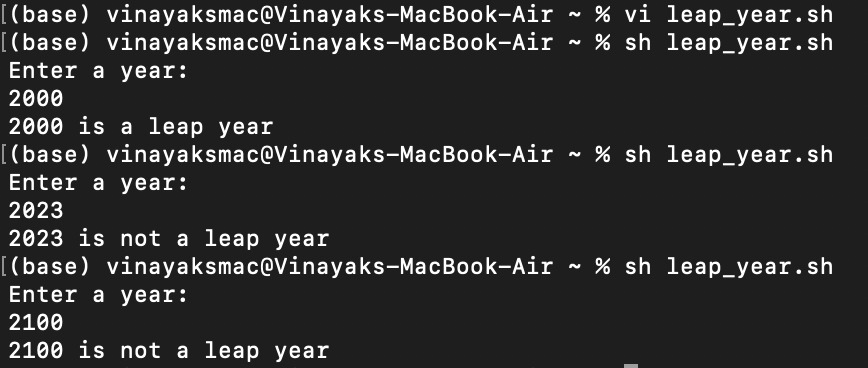 [(base) vinayaksmac@Vinayaks-MacBook-Air ~ % vi leap_year.sh
[(base) vinayaksmac@Vinayaks-MacBook-Air ~ % sh leap_year.sh
Enter a year:
2000
2000 is a leap year
[(base) vinayaksmac@Vinayaks-MacBook-Air ~ % sh leap_year.sh
Enter a year:
2023
2023 is not a leap year
[(base) vinayaksmac@Vinayaks-MacBook-Air ~ % sh leap_year.sh
Enter a year:
2100
2100 is not a leap year